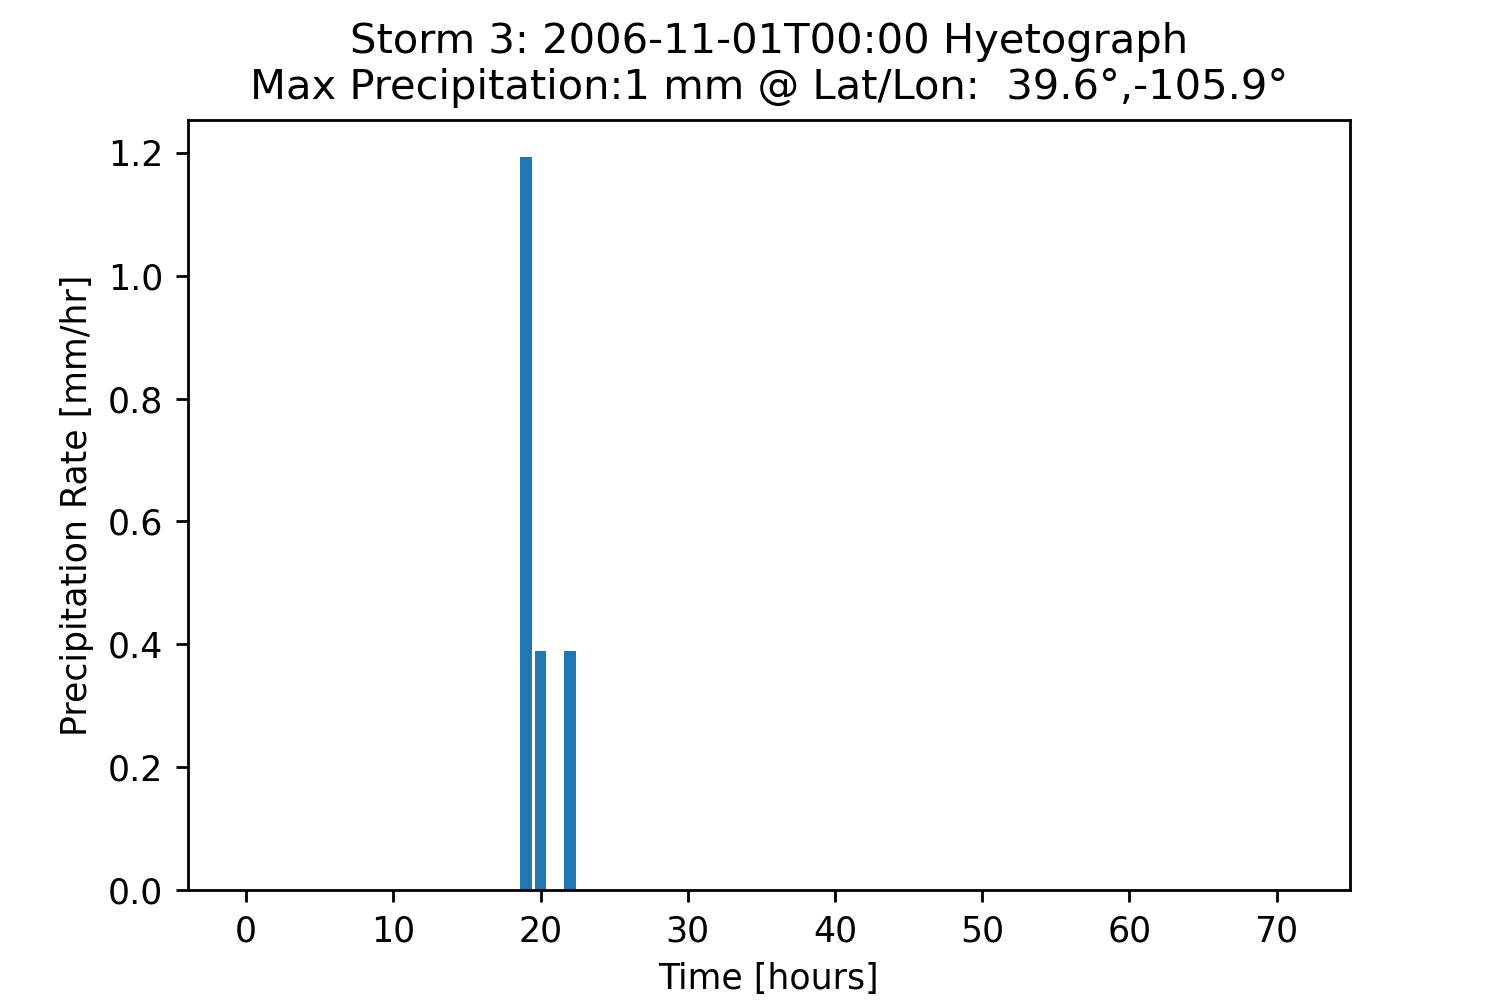 Storm 3: 2006-11-01T00:00 Hyetograph
Max Precipitation:1 mm @ Lat/Lon:  39.6°,-105.9°
Precipitation Rate [mm/hr]
1.2
1.0
0.8
0.6
0.4
0.2
0.0
0 10 20 30 40 50 60 70
Time [hours]